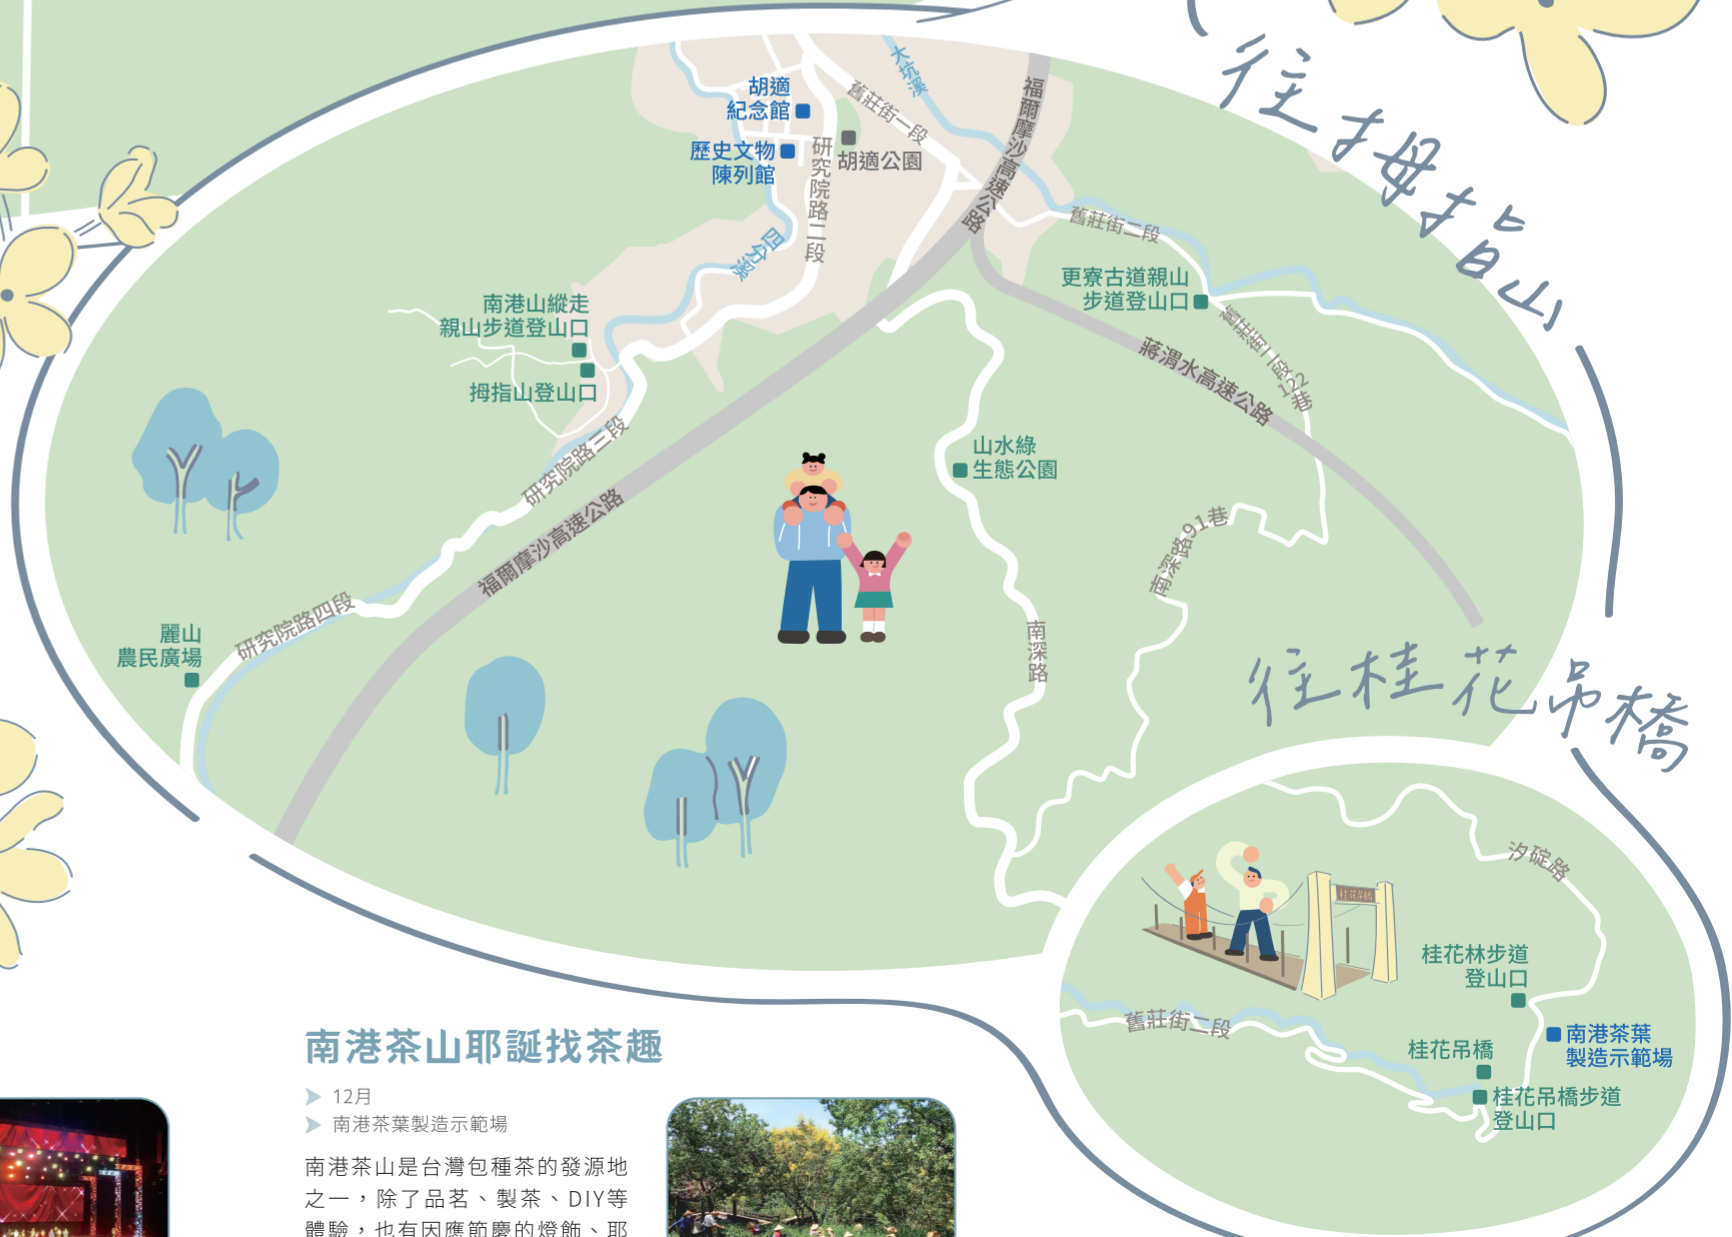 往拇指山
大坑溪
福爾摩沙高速公路
胡適
紀念館
舊莊街一段
歷史文物
陳列館
研究院路二段
胡適公園
四分溪
舊莊街二段
更寮古道親山
步道登山口
南港山縱走
親山步道登山口
拇指山登山口
舊莊街二段122巷
蔣渭水高速公路
研究院路三段
山水綠
生態公園
福爾摩沙高速公路
南深路91巷
研究院路四段
麗山
農民廣場
南深路
往桂花吊橋
汐碇路
桂花吊橋
桂花林步道
登山口
舊莊街二段
南港茶葉
製造示範場
桂花吊橋
桂花吊橋步道
登山口
南港茶山耶誕找茶趣
12月
南港茶葉製造示範場
南港茶山是台灣包種茶的發源地
之一，除了品茗、製茶、DIY等
體驗，也有因應節慶的燈飾、耶